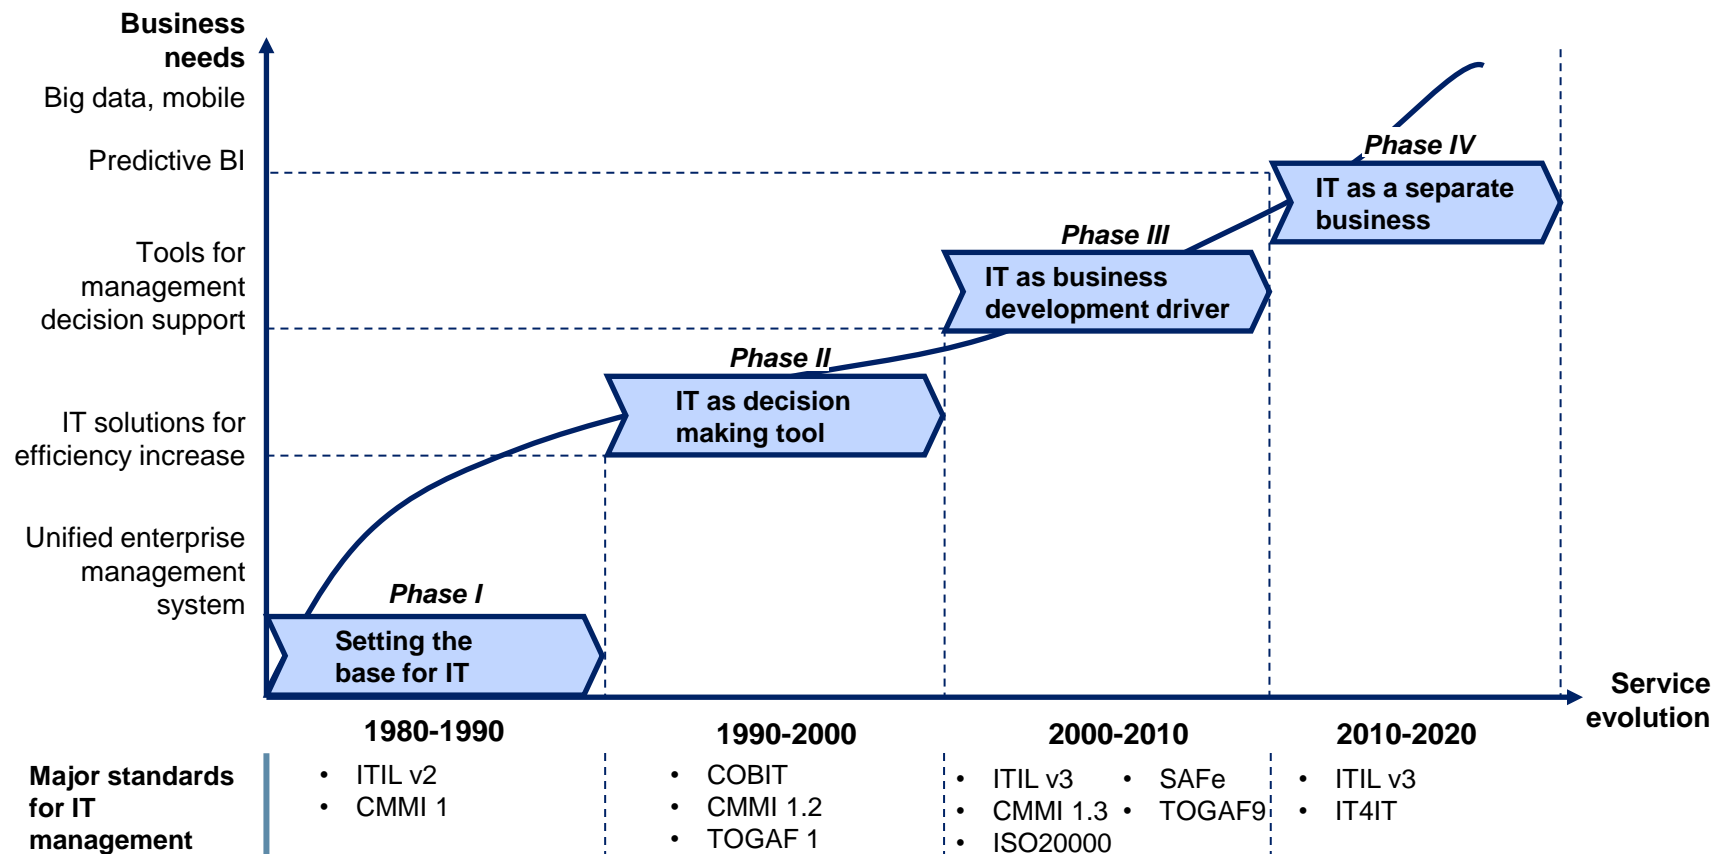 Business
needs
Big data, mobile
Predictive BI
Tools for
management
decision support
IT solutions for
efficiency increase
Unified enterprise
management
system
Phase IV
IT as a separate
business
Phase III
IT as business
development driver
Phase II
IT as decision
making tool
Phase I
Setting the
base for IT
Service
evolution
1980-1990
1990-2000
2000-2010
2010-2020
Major standards
for IT
management
• ITIL v2
• CMMI 1
• COBIT
• CMMI 1.2
• TOGAF 1
• ITIL v3
• CMMI 1.3
• ISO20000
• SAFe
• TOGAF9
• ITIL v3
• IT4IT